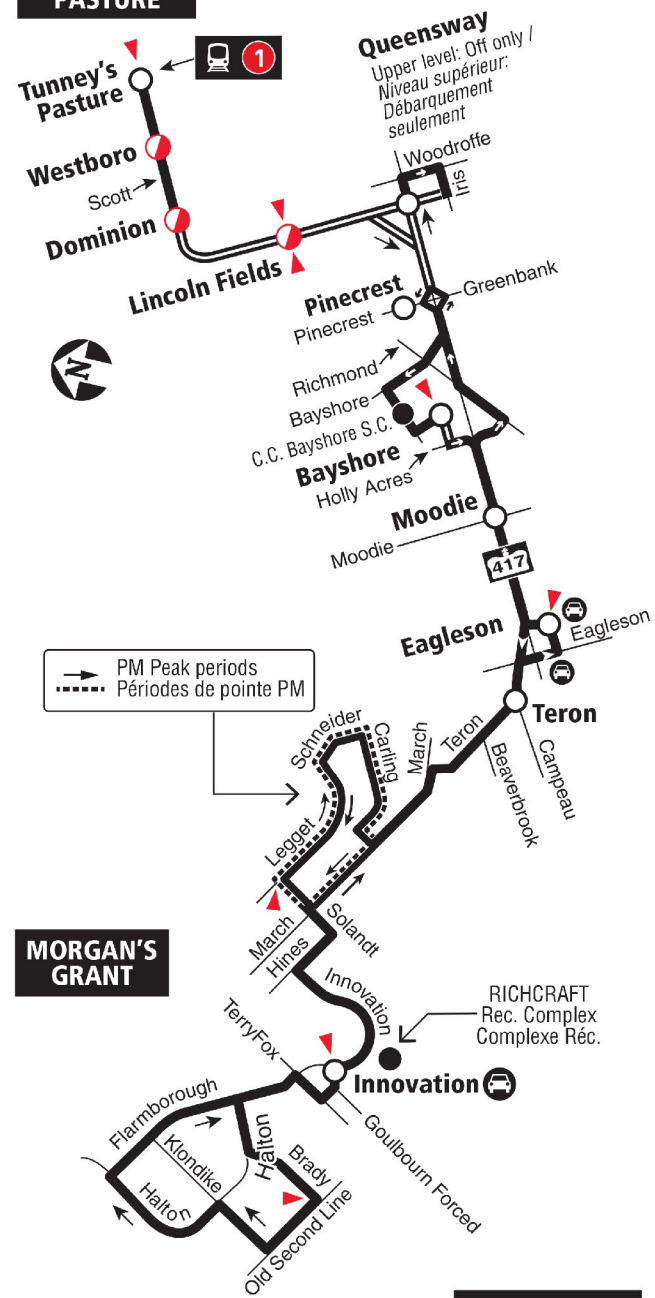 PASTURE
Queensway
Upper level: Off only /
Niveau supérieur:
Débarquement
seulement
1
Tunney's
Pasture
Westboro
Scott
Dominion
Lincoln Fields
Woodroffe
Iris
Pinecrest
Pinecrest
Greenbank
N
Richmond
Bayshore
C.C. Bayshore S.C.
Bayshore
Holly Acres
Moodie
Moodie
417
Eagleson
Eagleson
PM Peak periods
Périodes de pointe PM
Teron
Schneider
Carling
March
Teron
Beaverbrook
Campeau
Legget
March
Solandt
Hines
MORGAN'S
GRANT
Innovation
RICHCRAFT
Rec. Complex
Complexe Réc.
TerryFox
Innovation
Flarmborough
Goulbourn Forced
Klondike
Halton
Brady
Halton
Old Second Line